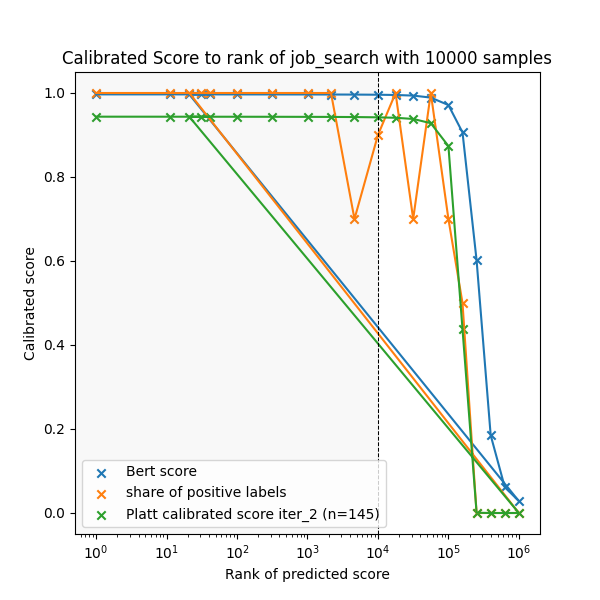 Calibrated Score to rank of job_search with 10000 samples
Calibrated score
1.0
0.8
0.6
0.4
0.2
0.0
Bert score
share of positive labels
Platt calibrated score iter_2 (n=145)
10^0 10^1 10^2 10^3 10^4 10^5 10^6
Rank of predicted score